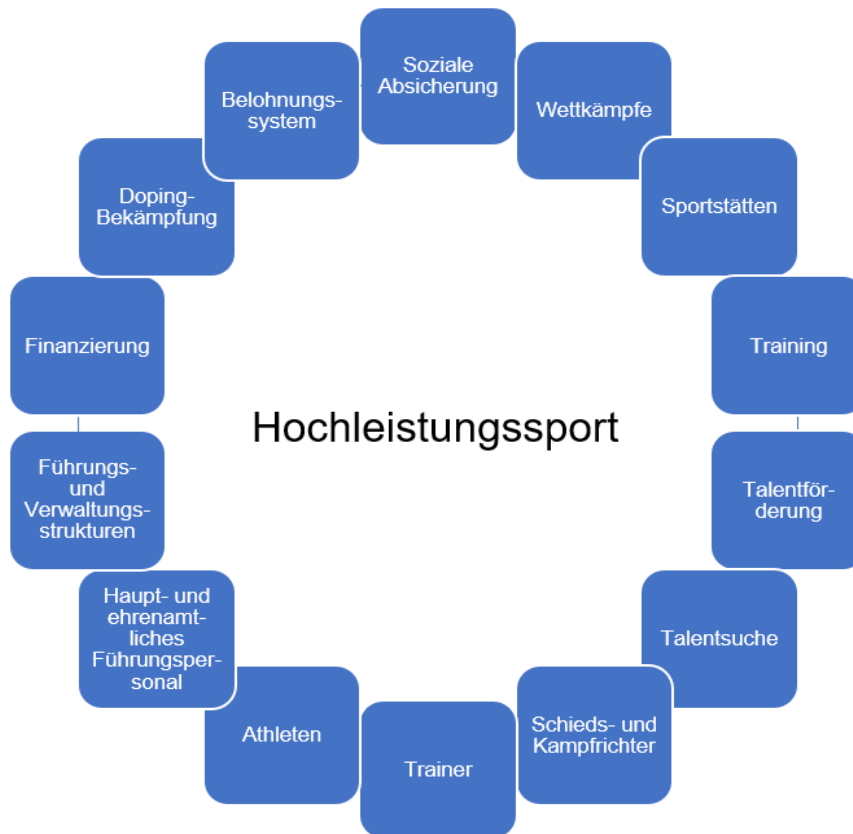 Soziale
Absicherung
Wettkämpfe
Sportstätten
Training
Talentför-
derung
Talentsuche
Schieds- und
Kampfrichter
Trainer
Athleten
Haupt- und
ehrenamt-
liches
Führungsper-
sonal
Führungs-
und
Verwaltungs-
strukturen
Finanzierung
Doping-
Bekämpfung
Belohnungs-
system
Hochleistungssport